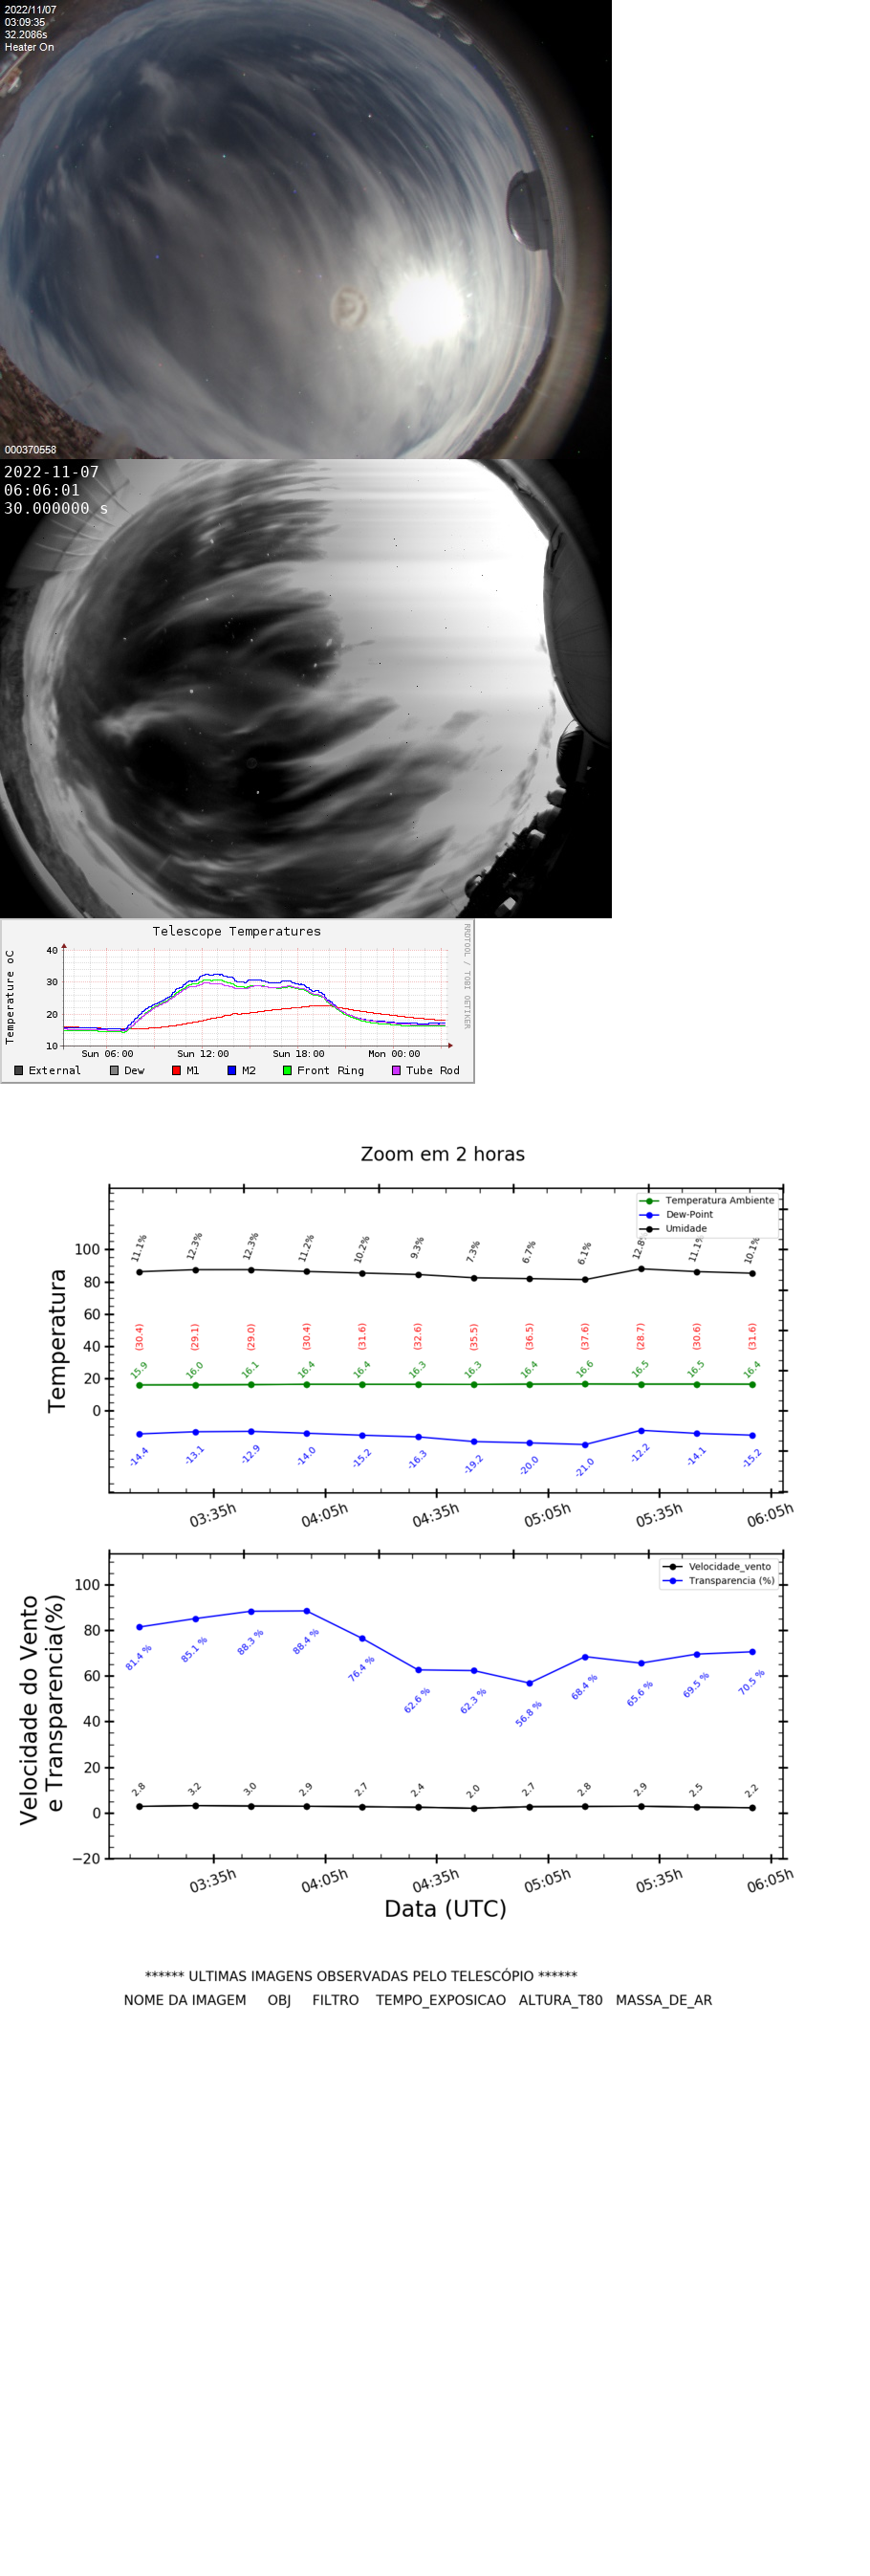 2022/11/07
03:09:35
32.2086s
Heater On
000370558
2022-11-07
06:06:01
30.000000 s
Telescope Temperatures
RRDTOOL / TOBI OETIKER
Temperature oC
40
30
20
10
Sun 06:00 Sun 12:00 Sun 18:00 Mon 00:00
External Dew M1 M2 Front Ring Tube Rod
Zoom em 2 horas
Temperatura Ambiente
Dew-Point
Umidade
Temperatura
100
80
60
40
20
0
11.1% 12.3% 12.3% 11.2% 10.2% 9.3% 7.3% 6.7% 6.1% 12.8% 11.1% 10.1%
(30.4) (29.1) (29.0) (30.4) (31.6) (32.6) (35.5) (36.5) (37.6) (28.7) (30.6) (31.6)
15.9 16.0 16.1 16.4 16.4 16.3 16.3 16.4 16.6 16.5 16.5 16.4
-14.4 -13.1 -12.9 -14.0 -15.2 -16.3 -19.2 -20.0 -21.0 -12.2 -14.1 -15.2
03:35h 04:05h 04:35h 05:05h 05:35h 06:05h
Velocidade_vento
Transparencia (%)
Velocidade do Vento
e Transparencia(%)
100
80
60
40
20
0
−20
81.4 % 85.1 % 88.3 % 88.4 % 76.4 % 62.6 % 62.3 % 56.8 % 68.4 % 65.6 % 69.5 % 70.5 %
2.8 3.2 3.0 2.9 2.7 2.4 2.0 2.7 2.8 2.9 2.5 2.2
03:35h 04:05h 04:35h 05:05h 05:35h 06:05h
Data (UTC)
****** ULTIMAS IMAGENS OBSERVADAS PELO TELESCÓPIO ******
NOME DA IMAGEM OBJ FILTRO TEMPO_EXPOSICAO ALTURA_T80 MASSA_DE_AR